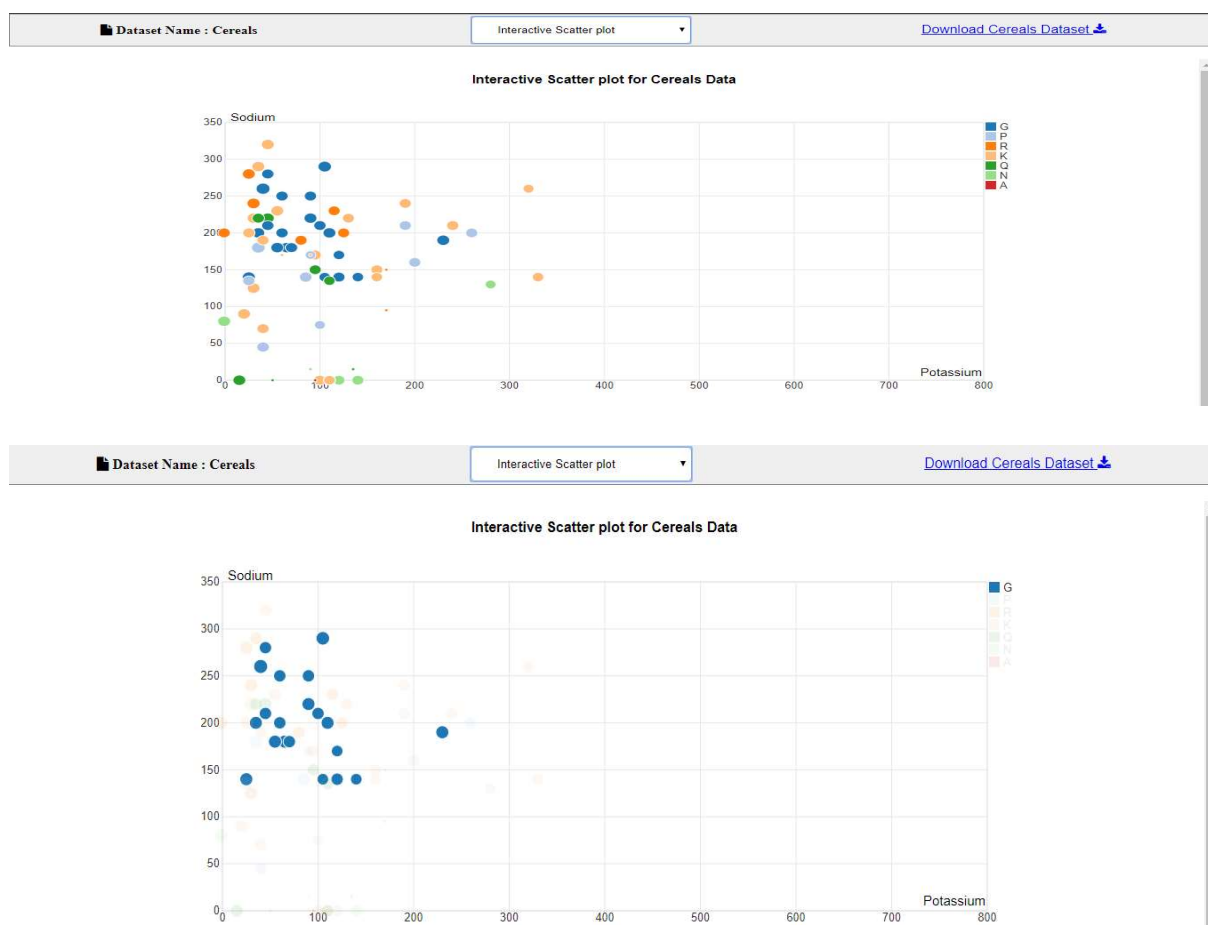 Dataset Name : Cereals Interactive Scatter plot Download Cereals Dataset
Interactive Scatter plot for Cereals Data
Sodium
350
300
250
200
150
100
50
0
0 100 200 300 400 500 600 700 800
Potassium
G
P
R
K
Q
N
A
Dataset Name : Cereals Interactive Scatter plot Download Cereals Dataset
Interactive Scatter plot for Cereals Data
Sodium
350
300
250
200
150
100
50
0
0 100 200 300 400 500 600 700 800
Potassium
G
P
R
K
Q
N
A